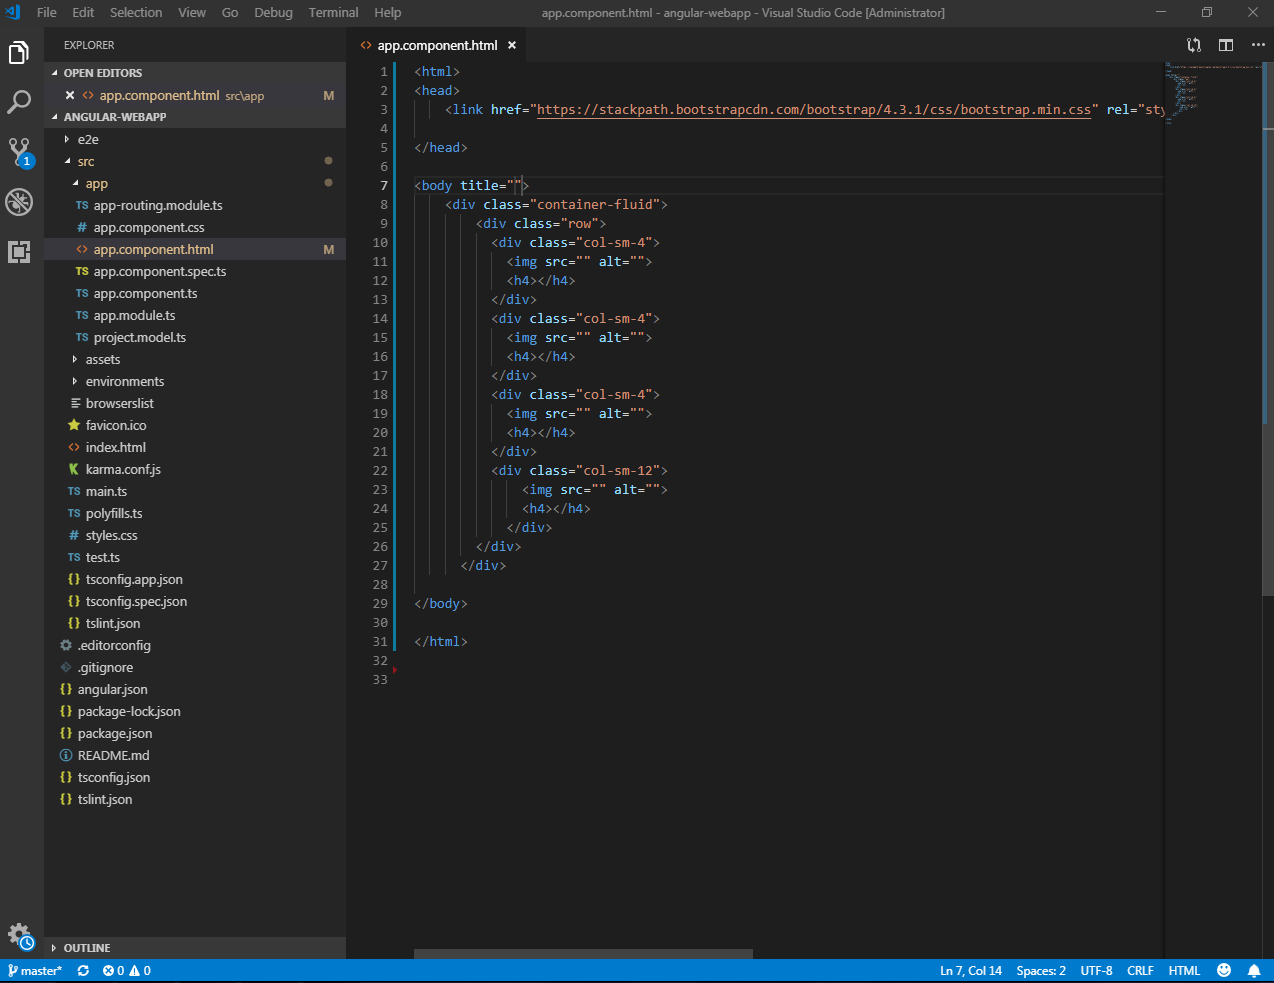 File Edit Selection View Go Debug Terminal Help
app.component.html - angular-webapp - Visual Studio Code [Administrator]
EXPLORER
OPEN EDITORS
app.component.html src\app M
ANGULAR-WEBAPP
e2e
src
app
TS app-routing.module.ts
# app.component.css
<> app.component.html M
TS app.component.spec.ts
TS app.component.ts
TS app.module.ts
TS project.model.ts
assets
environments
browserslist
favicon.ico
<> index.html
K karma.conf.js
TS main.ts
TS polyfills.ts
# styles.css
TS test.ts
{} tsconfig.app.json
{} tsconfig.spec.json
{} tslint.json
.editorconfig
.gitignore
{} angular.json
{} package-lock.json
{} package.json
README.md
{} tsconfig.json
{} tslint.json
OUTLINE
1
<> app.component.html ×
1 <html>
2 <head>
3 <link href="https://stackpath.bootstrapcdn.com/bootstrap/4.3.1/css/bootstrap.min.css" rel="sty
4
5 </head>
6
7 <body title="">
8 <div class="container-fluid">
9 <div class="row">
10 <div class="col-sm-4">
11 <img src="" alt="">
12 <h4></h4>
13 </div>
14 <div class="col-sm-4">
15 <img src="" alt="">
16 <h4></h4>
17 </div>
18 <div class="col-sm-4">
19 <img src="" alt="">
20 <h4></h4>
21 </div>
22 <div class="col-sm-12">
23 <img src="" alt="">
24 <h4></h4>
25 </div>
26 </div>
27 </div>
28
29 </body>
30
31 </html>
32
33
master* 0 0 Ln 7, Col 14 Spaces: 2 UTF-8 CRLF HTML